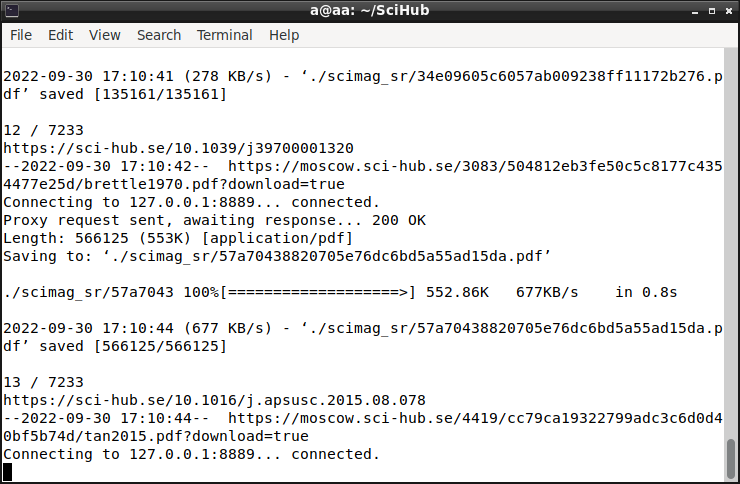 a@aa: ~/SciHub
File Edit View Search Terminal Help
2022-09-30 17:10:41 (278 KB/s) - ‘./scimag_sr/34e09605c6057ab009238ff11172b276.p
df’ saved [135161/135161]
12 / 7233
https://sci-hub.se/10.1039/j39700001320
--2022-09-30 17:10:42--  https://moscow.sci-hub.se/3083/504812eb3fe50c5c8177c435
4477e25d/brettle1970.pdf?download=true
Connecting to 127.0.0.1:8889... connected.
Proxy request sent, awaiting response... 200 OK
Length: 566125 (553K) [application/pdf]
Saving to: ‘./scimag_sr/57a70438820705e76dc6bd5a55ad15da.pdf’
./scimag_sr/57a7043 100%[===================>] 552.86K   677KB/s    in 0.8s
2022-09-30 17:10:44 (677 KB/s) - ‘./scimag_sr/57a70438820705e76dc6bd5a55ad15da.p
df’ saved [566125/566125]
13 / 7233
https://sci-hub.se/10.1016/j.apsusc.2015.08.078
--2022-09-30 17:10:44--  https://moscow.sci-hub.se/4419/cc79ca19322799adc3c6d0d4
0bf5b74d/tan2015.pdf?download=true
Connecting to 127.0.0.1:8889... connected.